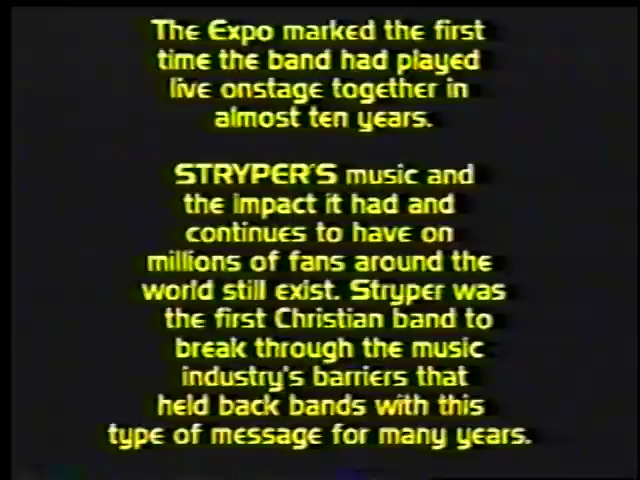 The Expo marked the first
time the band had played
live onstage together in
almost ten years.
STRYPER'S music and
the impact it had and
continues to have on
millions of fans around the
world still exist. Stryper was
the first Christian band to
break through the music
industry's barriers that
held back bands with this
type of message for many years.